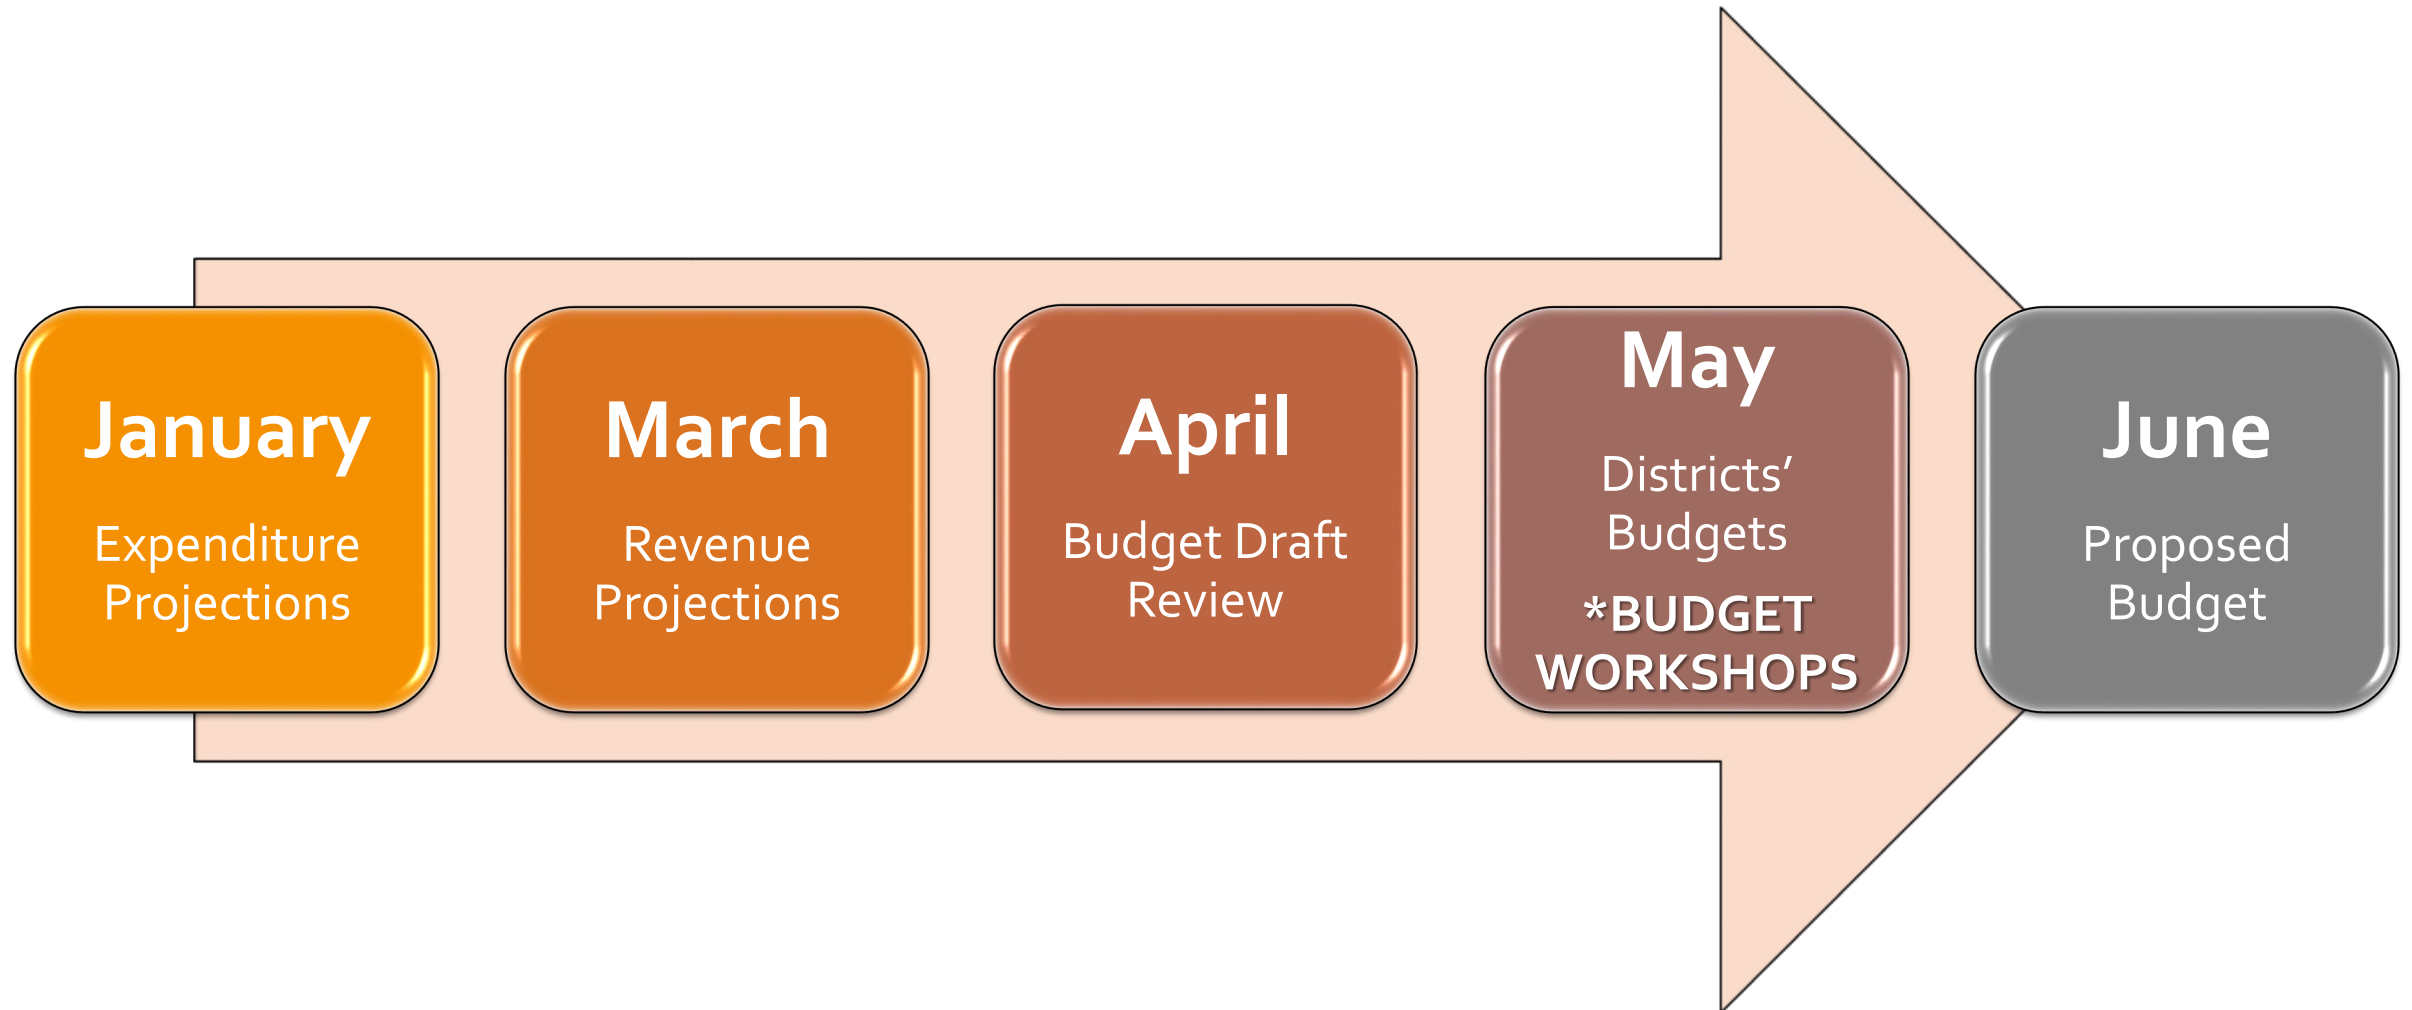 January
Expenditure
Projections
March
Revenue
Projections
April
Budget Draft
Review
May
Districts’
Budgets
*BUDGET
WORKSHOPS
June
Proposed
Budget